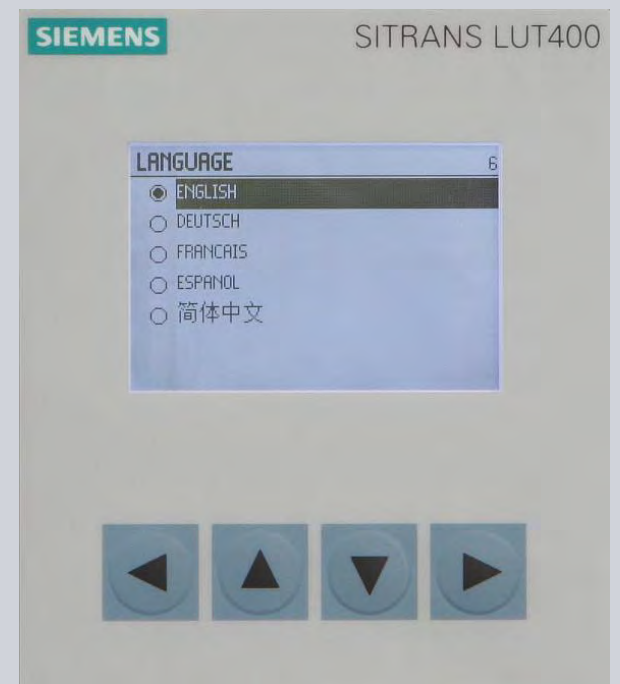 SIEMENS
SITRANS LUT400
LANGUAGE 6
ENGLISH
DEUTSCH
FRANCAIS
ESPANOL
简体中文